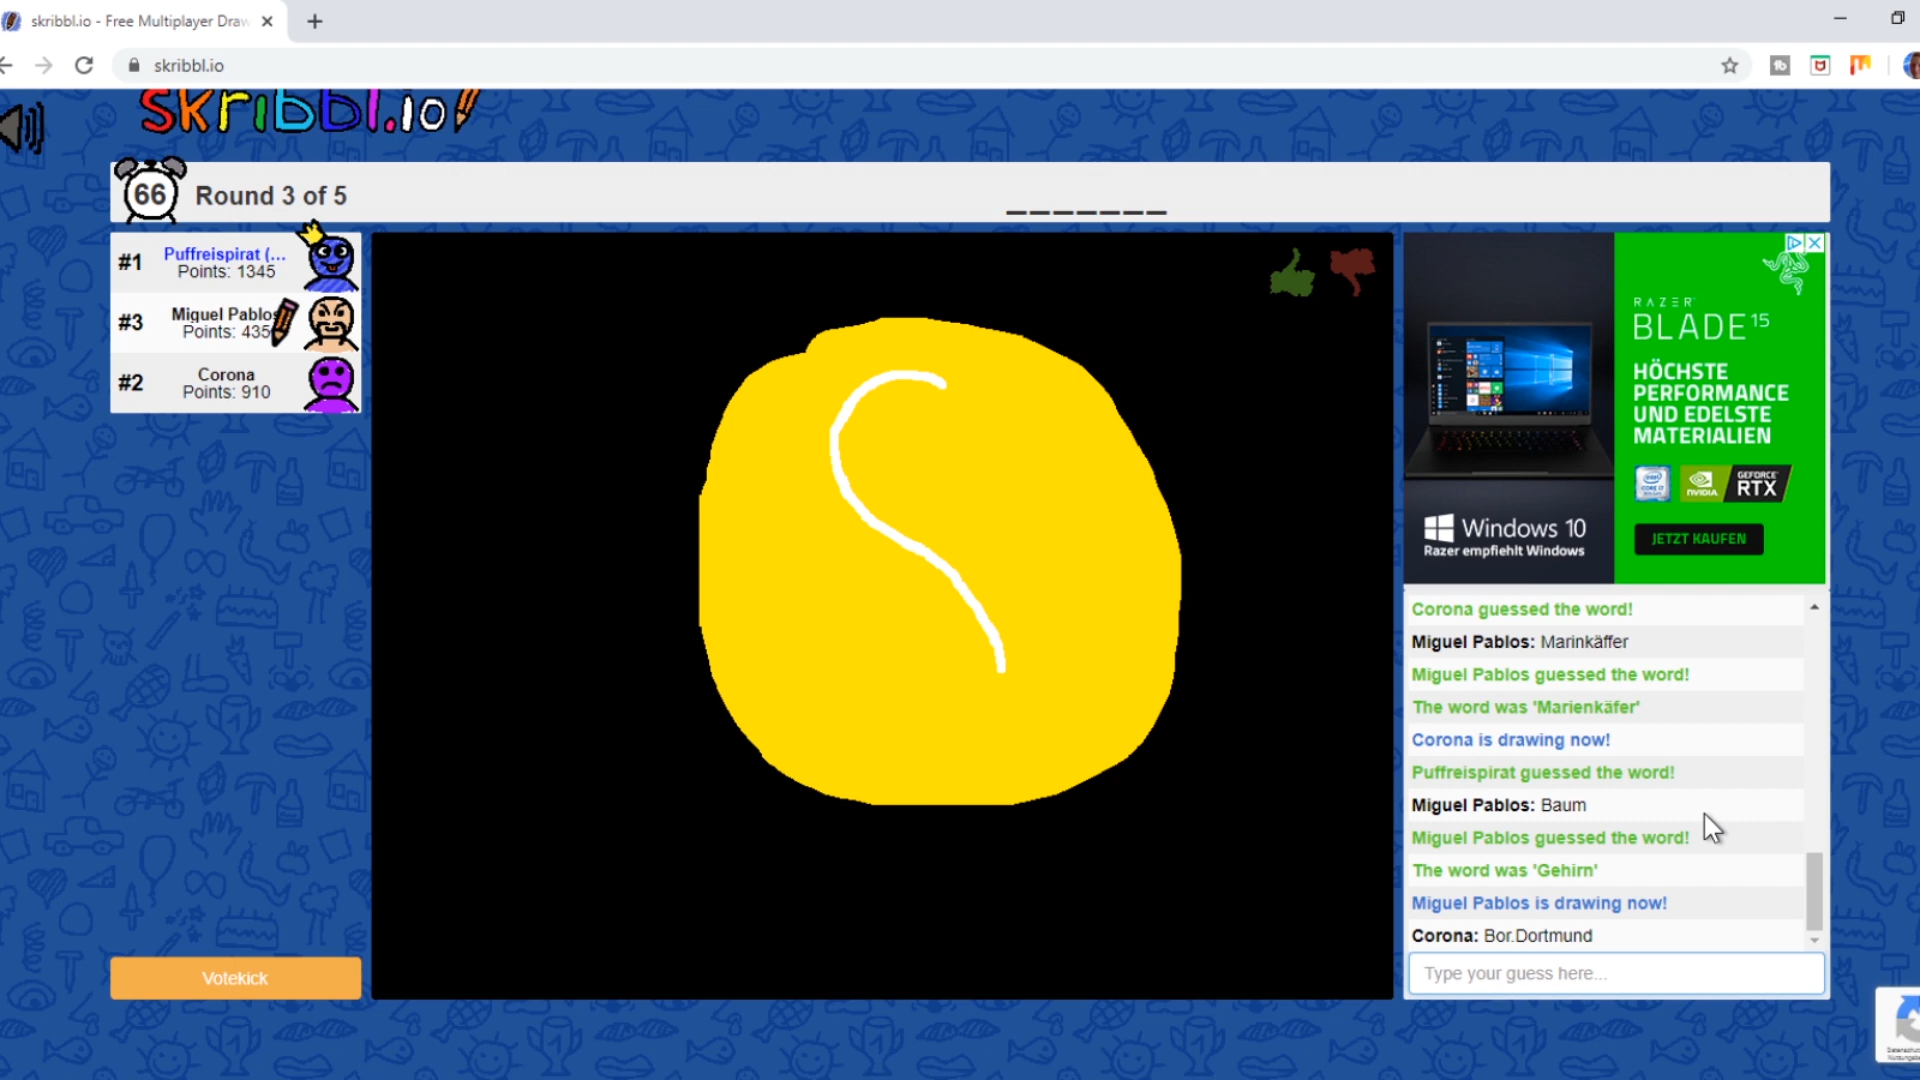 skribbl.io - Free Multiplayer Draw
skribbl.io
skribbl.io
66
Round 3 of 5
_______
#1
Puffreispirat (...
Points: 1345
#3
Miguel Pablos
Points: 435
#2
Corona
Points: 910
Votekick
RAZER
BLADE 15
HÖCHSTE
PERFORMANCE
UND EDELSTE
MATERIALIEN
NVIDIA
GEFORCE
RTX
Windows 10
Razer empfiehlt Windows
JETZT KAUFEN
Corona guessed the word!
Miguel Pablos: Marinkäffer
Miguel Pablos guessed the word!
The word was 'Marienkäfer'
Corona is drawing now!
Puffreispirat guessed the word!
Miguel Pablos: Baum
Miguel Pablos guessed the word!
The word was 'Gehirn'
Miguel Pablos is drawing now!
Corona: Bor.Dortmund
Type your guess here...